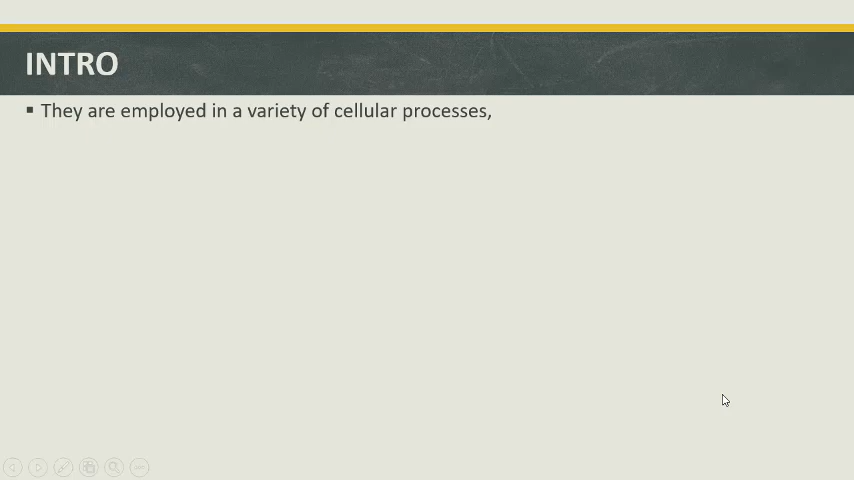 INTRO
▪ They are employed in a variety of cellular processes,